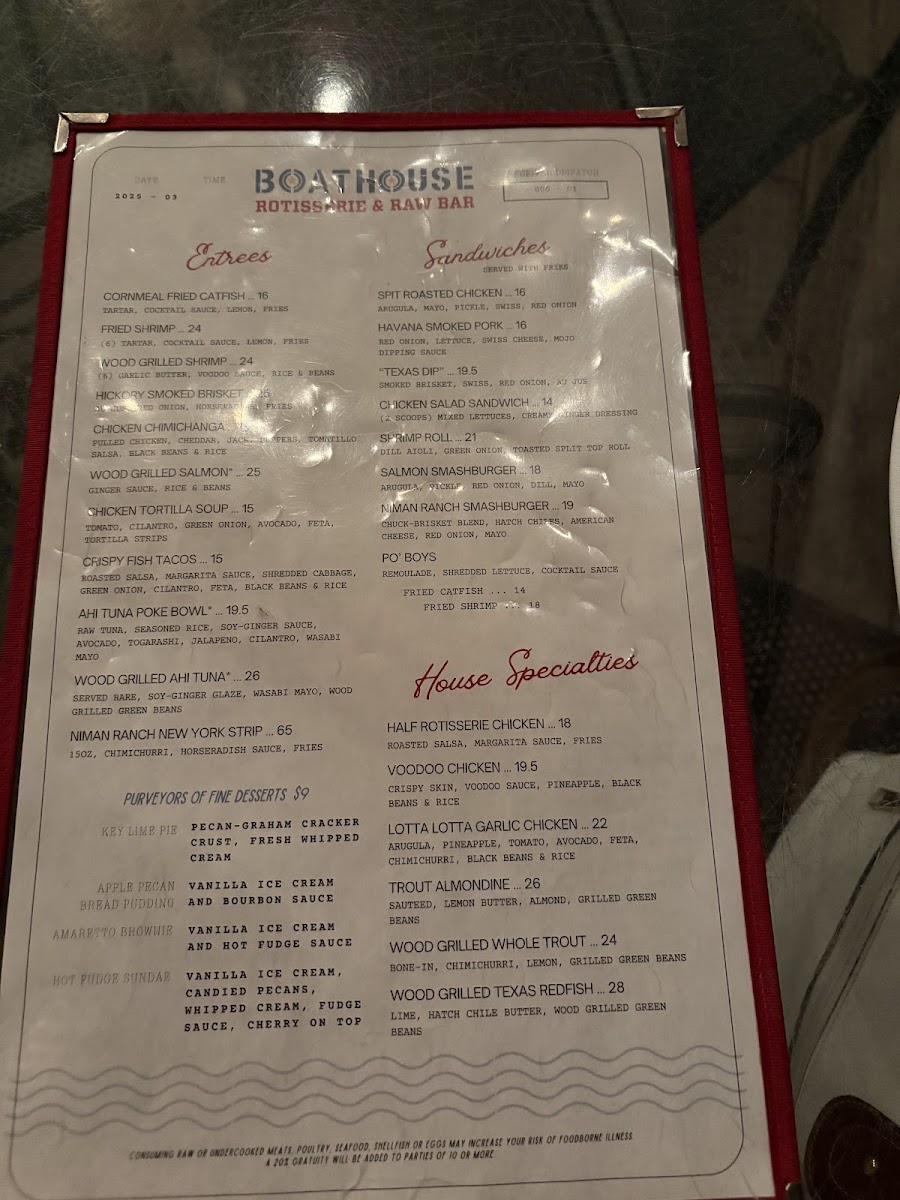 DATE TIME
2025 - 03
BOATHOUSE
ROTISSERIE & RAW BAR
Entrees
CORNMEAL FRIED CATFISH ... 16
TARTAR, COCKTAIL SAUCE, LEMON, FRIES
FRIED SHRIMP ... 24
(6) TARTAR, COCKTAIL SAUCE, LEMON, FRIES
WOOD GRILLED SHRIMP ... 24
(6) GARLIC BUTTER, VOODOO SAUCE, RICE & BEANS
HICKORY SMOKED BRISKET
RED ONION, HORSERADISH, FRIES
CHICKEN CHIMICHANGA
PULLED CHICKEN, CHEDDAR, JACK, PEPPERS, TOMATILLO
SALSA, BLACK BEANS & RICE
WOOD GRILLED SALMON* ... 25
GINGER SAUCE, RICE & BEANS
CHICKEN TORTILLA SOUP ... 15
TOMATO, CILANTRO, GREEN ONION, AVOCADO, FETA,
TORTILLA STRIPS
CRISPY FISH TACOS ... 15
ROASTED SALSA, MARGARITA SAUCE, SHREDDED CABBAGE,
GREEN ONION, CILANTRO, FETA, BLACK BEANS & RICE
AHI TUNA POKE BOWL* ... 19.5
RAW TUNA, SEASONED RICE, SOY-GINGER SAUCE,
AVOCADO, TOGARASHI, JALAPENO, CILANTRO, WASABI
MAYO
WOOD GRILLED AHI TUNA* ... 26
SERVED RARE, SOY-GINGER GLAZE, WASABI MAYO, WOOD
GRILLED GREEN BEANS
NIMAN RANCH NEW YORK STRIP ... 65
15OZ, CHIMICHURRI, HORSERADISH SAUCE, FRIES
PURVEYORS OF FINE DESSERTS $9
KEY LIME PIE PECAN-GRAHAM CRACKER
CRUST, FRESH WHIPPED
CREAM
APPLE PECAN VANILLA ICE CREAM
BREAD PUDDING AND BOURBON SAUCE
AMARETTO BROWNIE VANILLA ICE CREAM
AND HOT FUDGE SAUCE
HOT FUDGE SUNDAE VANILLA ICE CREAM,
CANDIED PECANS,
WHIPPED CREAM, FUDGE
SAUCE, CHERRY ON TOP
Sandwiches
SERVED WITH FRIES
SPIT ROASTED CHICKEN ... 16
ARUGULA, MAYO, PICKLE, SWISS, RED ONION
HAVANA SMOKED PORK ... 16
RED ONION, LETTUCE, SWISS CHEESE, MOJO
DIPPING SAUCE
"TEXAS DIP" ... 19.5
SMOKED BRISKET, SWISS, RED ONION, AU JUS
CHICKEN SALAD SANDWICH ... 14
(2 SCOOPS) MIXED LETTUCES, CREAMY GINGER DRESSING
SHRIMP ROLL ... 21
DILL AIOLI, GREEN ONION, TOASTED SPLIT TOP ROLL
SALMON SMASHBURGER ... 18
ARUGULA, PICKLE, RED ONION, DILL, MAYO
NIMAN RANCH SMASHBURGER ... 19
CHUCK-BRISKET BLEND, HATCH CHILES, AMERICAN
CHEESE, RED ONION, MAYO
PO' BOYS
REMOULADE, SHREDDED LETTUCE, COCKTAIL SAUCE
FRIED CATFISH ... 14
FRIED SHRIMP ... 18
House Specialties
HALF ROTISSERIE CHICKEN ... 18
ROASTED SALSA, MARGARITA SAUCE, FRIES
VOODOO CHICKEN ... 19.5
CRISPY SKIN, VOODOO SAUCE, PINEAPPLE, BLACK
BEANS & RICE
LOTTA LOTTA GARLIC CHICKEN ... 22
ARUGULA, PINEAPPLE, TOMATO, AVOCADO, FETA,
CHIMICHURRI, BLACK BEANS & RICE
TROUT ALMONDINE ... 26
SAUTEED, LEMON BUTTER, ALMOND, GRILLED GREEN
BEANS
WOOD GRILLED WHOLE TROUT ... 24
BONE-IN, CHIMICHURRI, LEMON, GRILLED GREEN BEANS
WOOD GRILLED TEXAS REDFISH ... 28
LIME, HATCH CHILE BUTTER, WOOD GRILLED GREEN
BEANS
CONSUMING RAW OR UNDERCOOKED MEATS, POULTRY, SEAFOOD, SHELLFISH OR EGGS MAY INCREASE YOUR RISK OF FOODBORNE ILLNESS.
A 20% GRATUITY WILL BE ADDED TO PARTIES OF 10 OR MORE